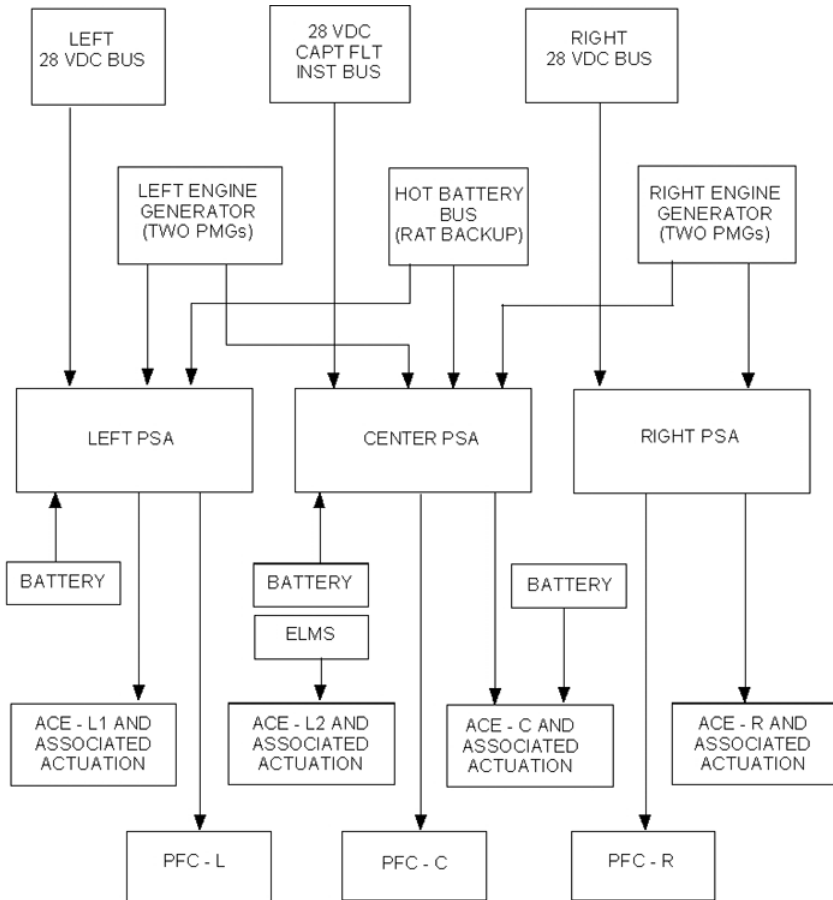 LEFT
28 VDC BUS
28 VDC
CAPT FLT
INST BUS
RIGHT
28 VDC BUS
LEFT ENGINE
GENERATOR
(TWO PMGs)
HOT BATTERY
BUS
(RAT BACKUP)
RIGHT ENGINE
GENERATOR
(TWO PMGs)
LEFT PSA
CENTER PSA
RIGHT PSA
BATTERY
BATTERY
BATTERY
ELMS
ACE - L1 AND
ASSOCIATED
ACTUATION
ACE - L2 AND
ASSOCIATED
ACTUATION
ACE - C AND
ASSOCIATED
ACTUATION
ACE - R AND
ASSOCIATED
ACTUATION
PFC - L
PFC - C
PFC - R